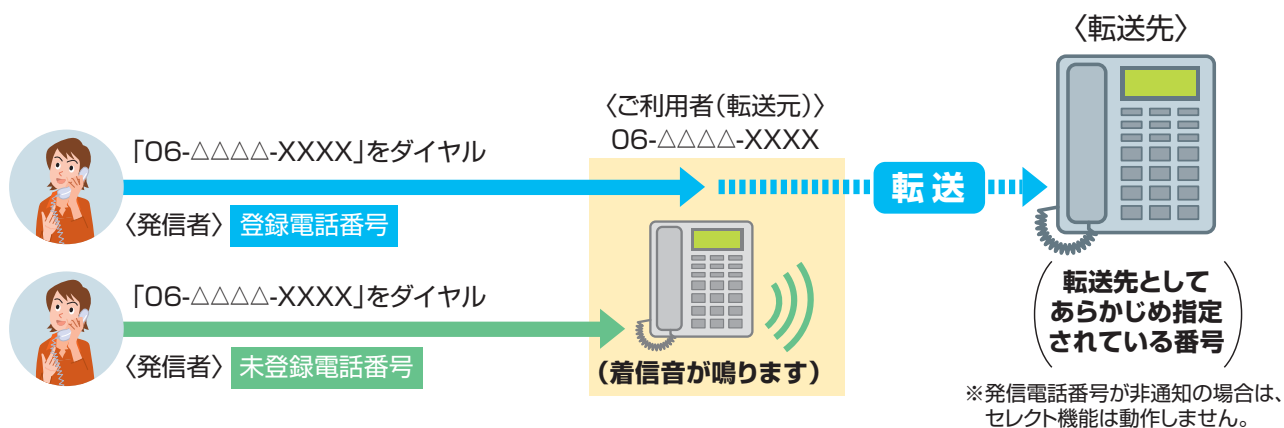 〈転送先〉
〈ご利用者(転送元)〉
06-△△△△-XXXX
「06-△△△△-XXXX」をダイヤル
転送
〈発信者〉 登録電話番号
「06-△△△△-XXXX」をダイヤル
〈発信者〉 未登録電話番号
(着信音が鳴ります)
(転送先として
あらかじめ指定
されている番号)
※発信電話番号が非通知の場合は、
セレクト機能は動作しません。